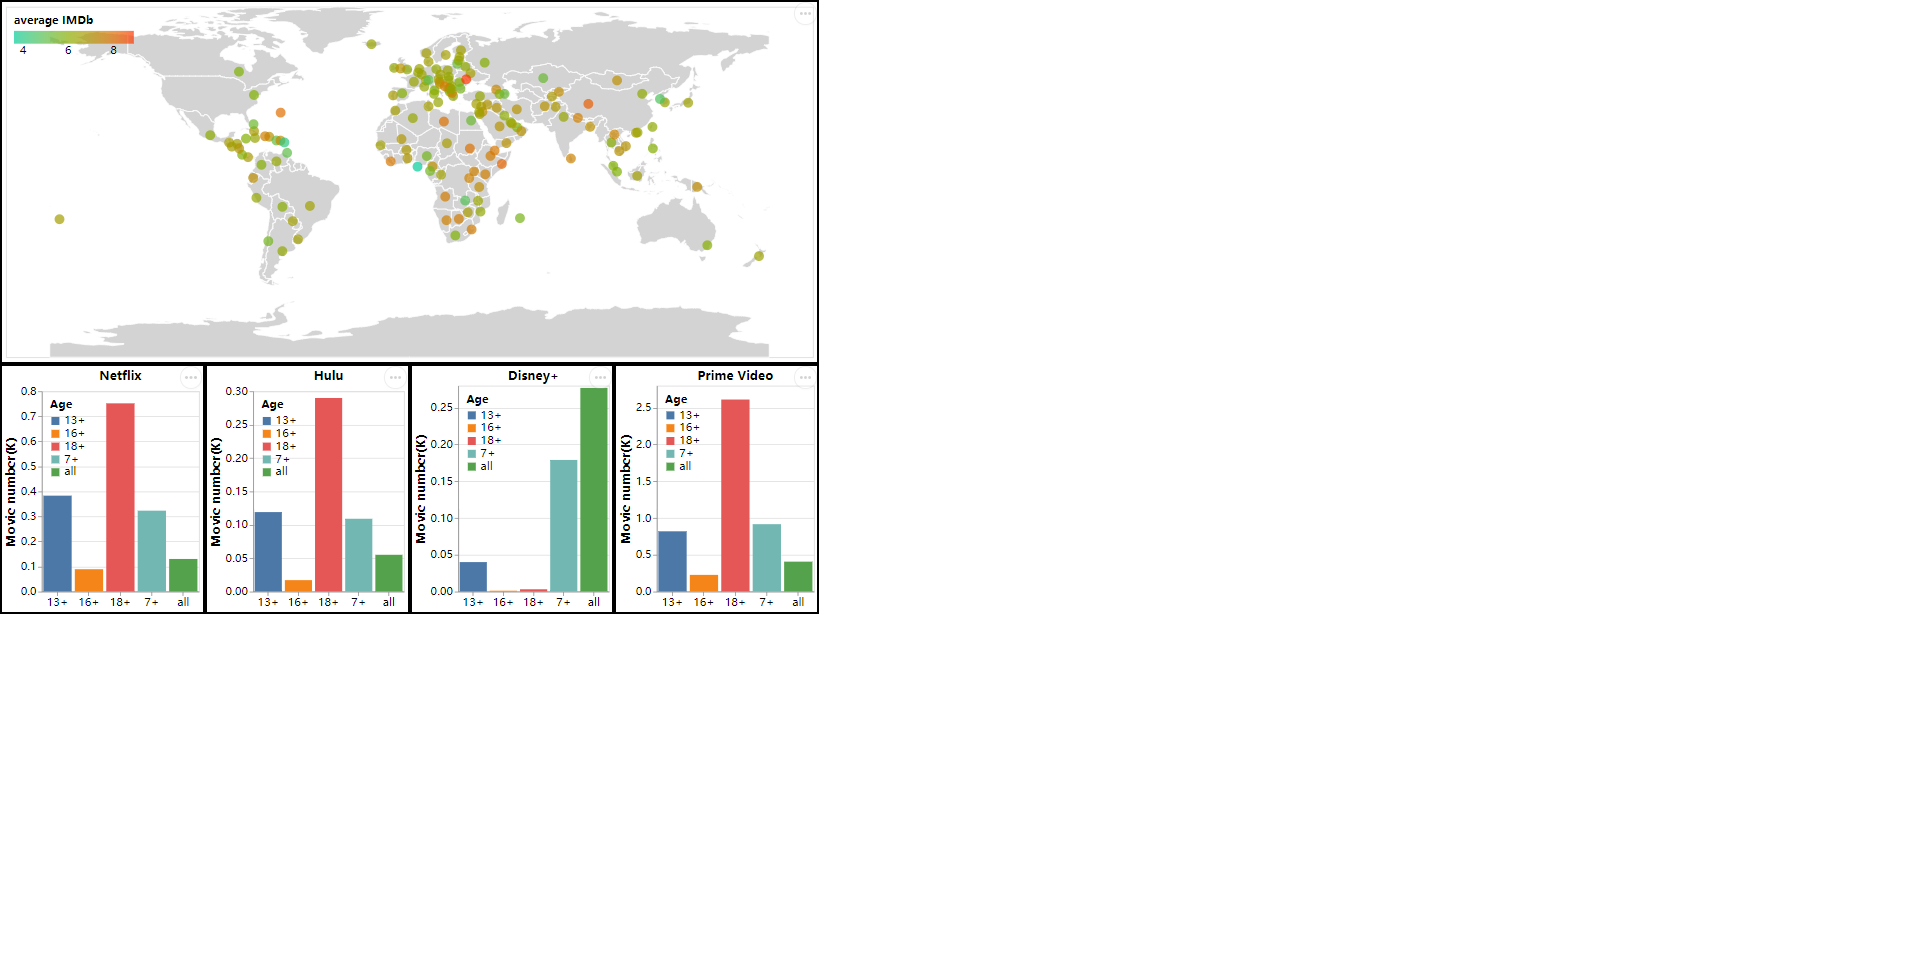 average IMDb
4 6 8
Netflix
Movie number(K)
0.8
0.7
0.6
0.5
0.4
0.3
0.2
0.1
0.0
Age
13+
16+
18+
7+
all
13+ 16+ 18+ 7+ all
Hulu
Movie number(K)
0.30
0.25
0.20
0.15
0.10
0.05
0.00
Age
13+
16+
18+
7+
all
13+ 16+ 18+ 7+ all
Disney+
Movie number(K)
0.25
0.20
0.15
0.10
0.05
0.00
Age
13+
16+
18+
7+
all
13+ 16+ 18+ 7+ all
Prime Video
Movie number(K)
2.5
2.0
1.5
1.0
0.5
0.0
Age
13+
16+
18+
7+
all
13+ 16+ 18+ 7+ all